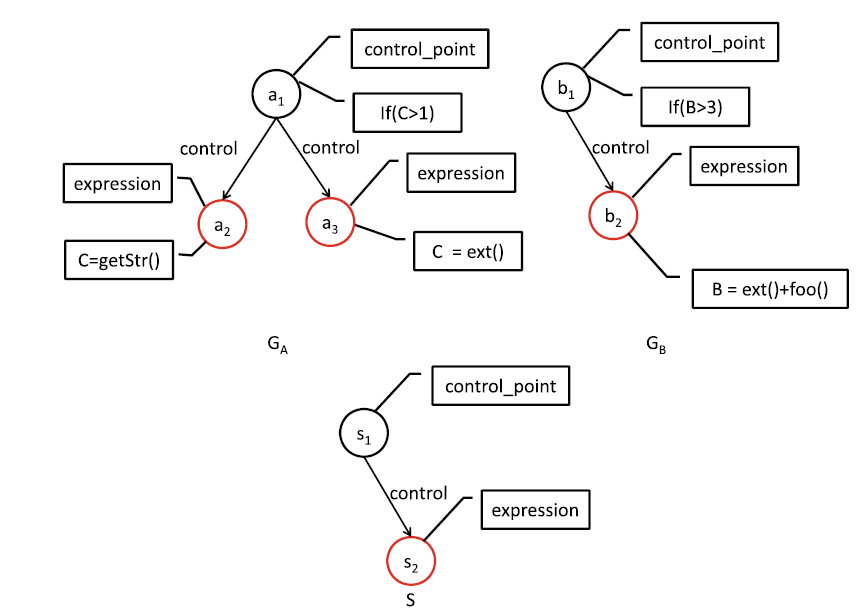 control_point
a1
If(C>1)
control
control
expression
a2
C=getStr()
a3
expression
C = ext()
GA
control_point
b1
If(B>3)
control
expression
b2
B = ext()+foo()
GB
control_point
s1
control
expression
s2
S